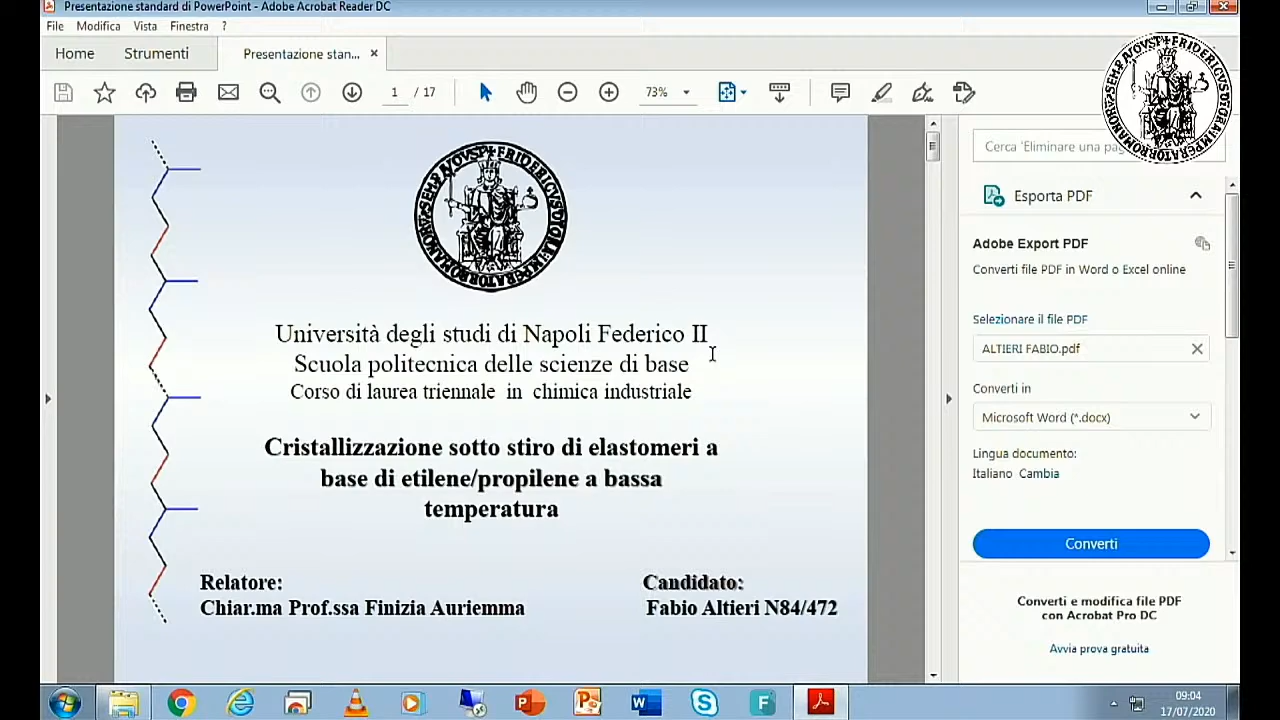 Presentazione standard di PowerPoint - Adobe Acrobat Reader DC
File Modifica Vista Finestra ?
Home Strumenti Presentazione stan... ×
1 / 17 73%
Cerca 'Eliminare una pag
Esporta PDF
Adobe Export PDF
Converti file PDF in Word o Excel online
Selezionare il file PDF
ALTIERI FABIO.pdf
Converti in
Microsoft Word (*.docx)
Lingua documento:
Italiano Cambia
Converti
Converti e modifica file PDF
con Acrobat Pro DC
Avvia prova gratuita
Università degli studi di Napoli Federico II
Scuola politecnica delle scienze di base
Corso di laurea triennale in chimica industriale
Cristallizzazione sotto stiro di elastomeri a
base di etilene/propilene a bassa
temperatura
Relatore:
Chiar.ma Prof.ssa Finizia Auriemma
Candidato:
Fabio Altieri N84/472
09:04
17/07/2020